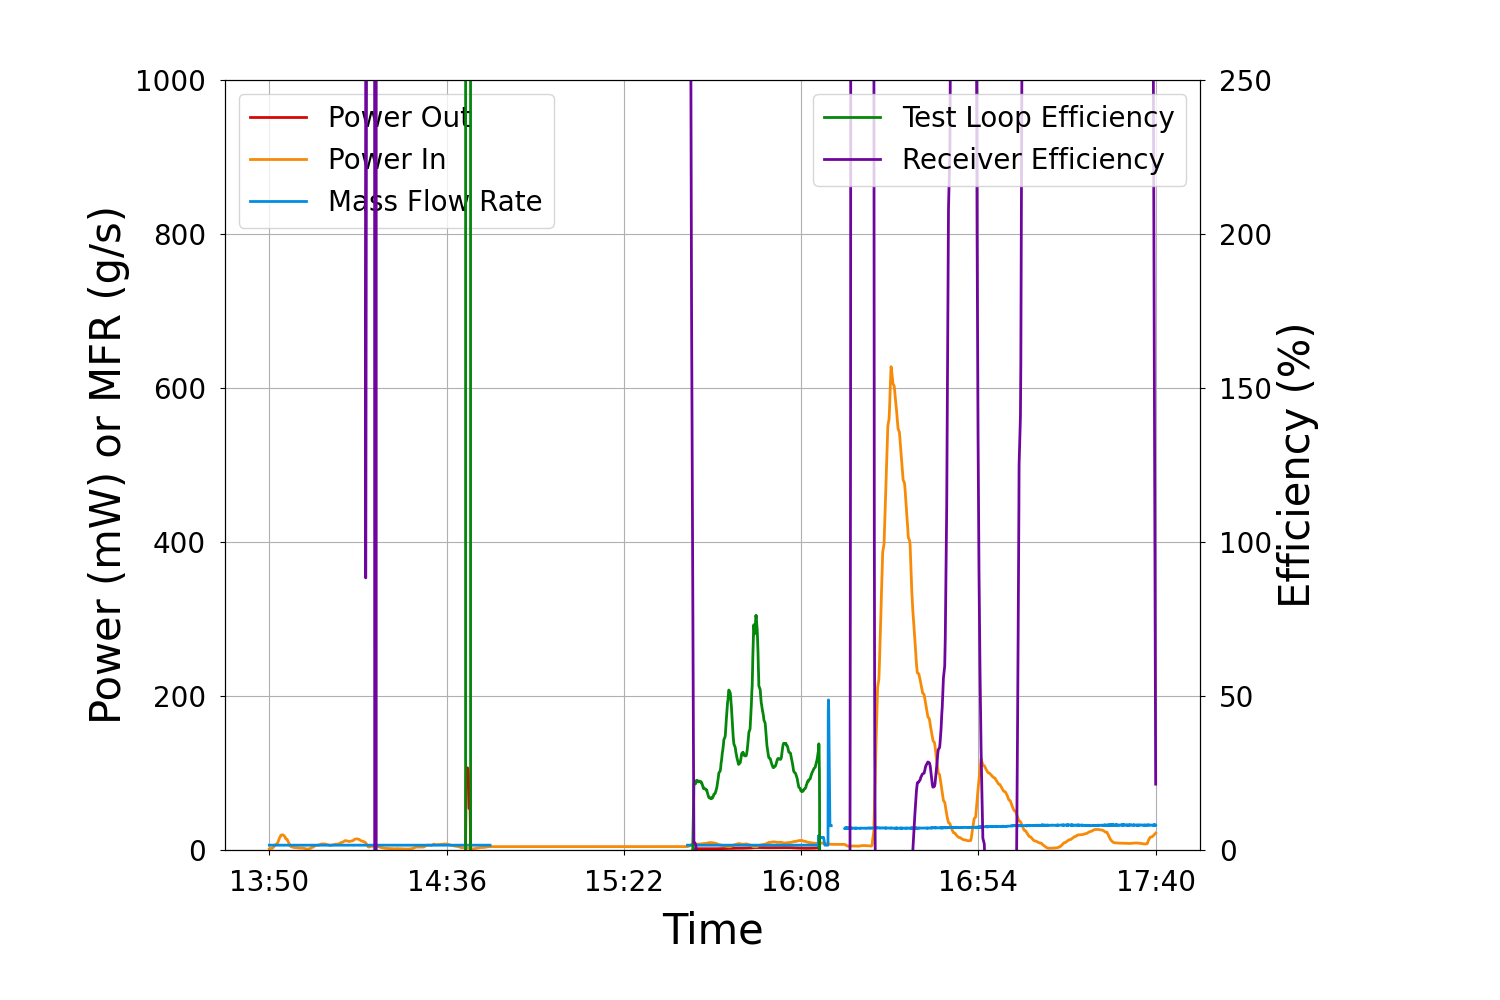 1000
800
600
400
200
0
Power (mW) or MFR (g/s)
Power Out
Power In
Mass Flow Rate
Test Loop Efficiency
Receiver Efficiency
250
200
150
100
50
0
Efficiency (%)
13:50 14:36 15:22 16:08 16:54 17:40
Time